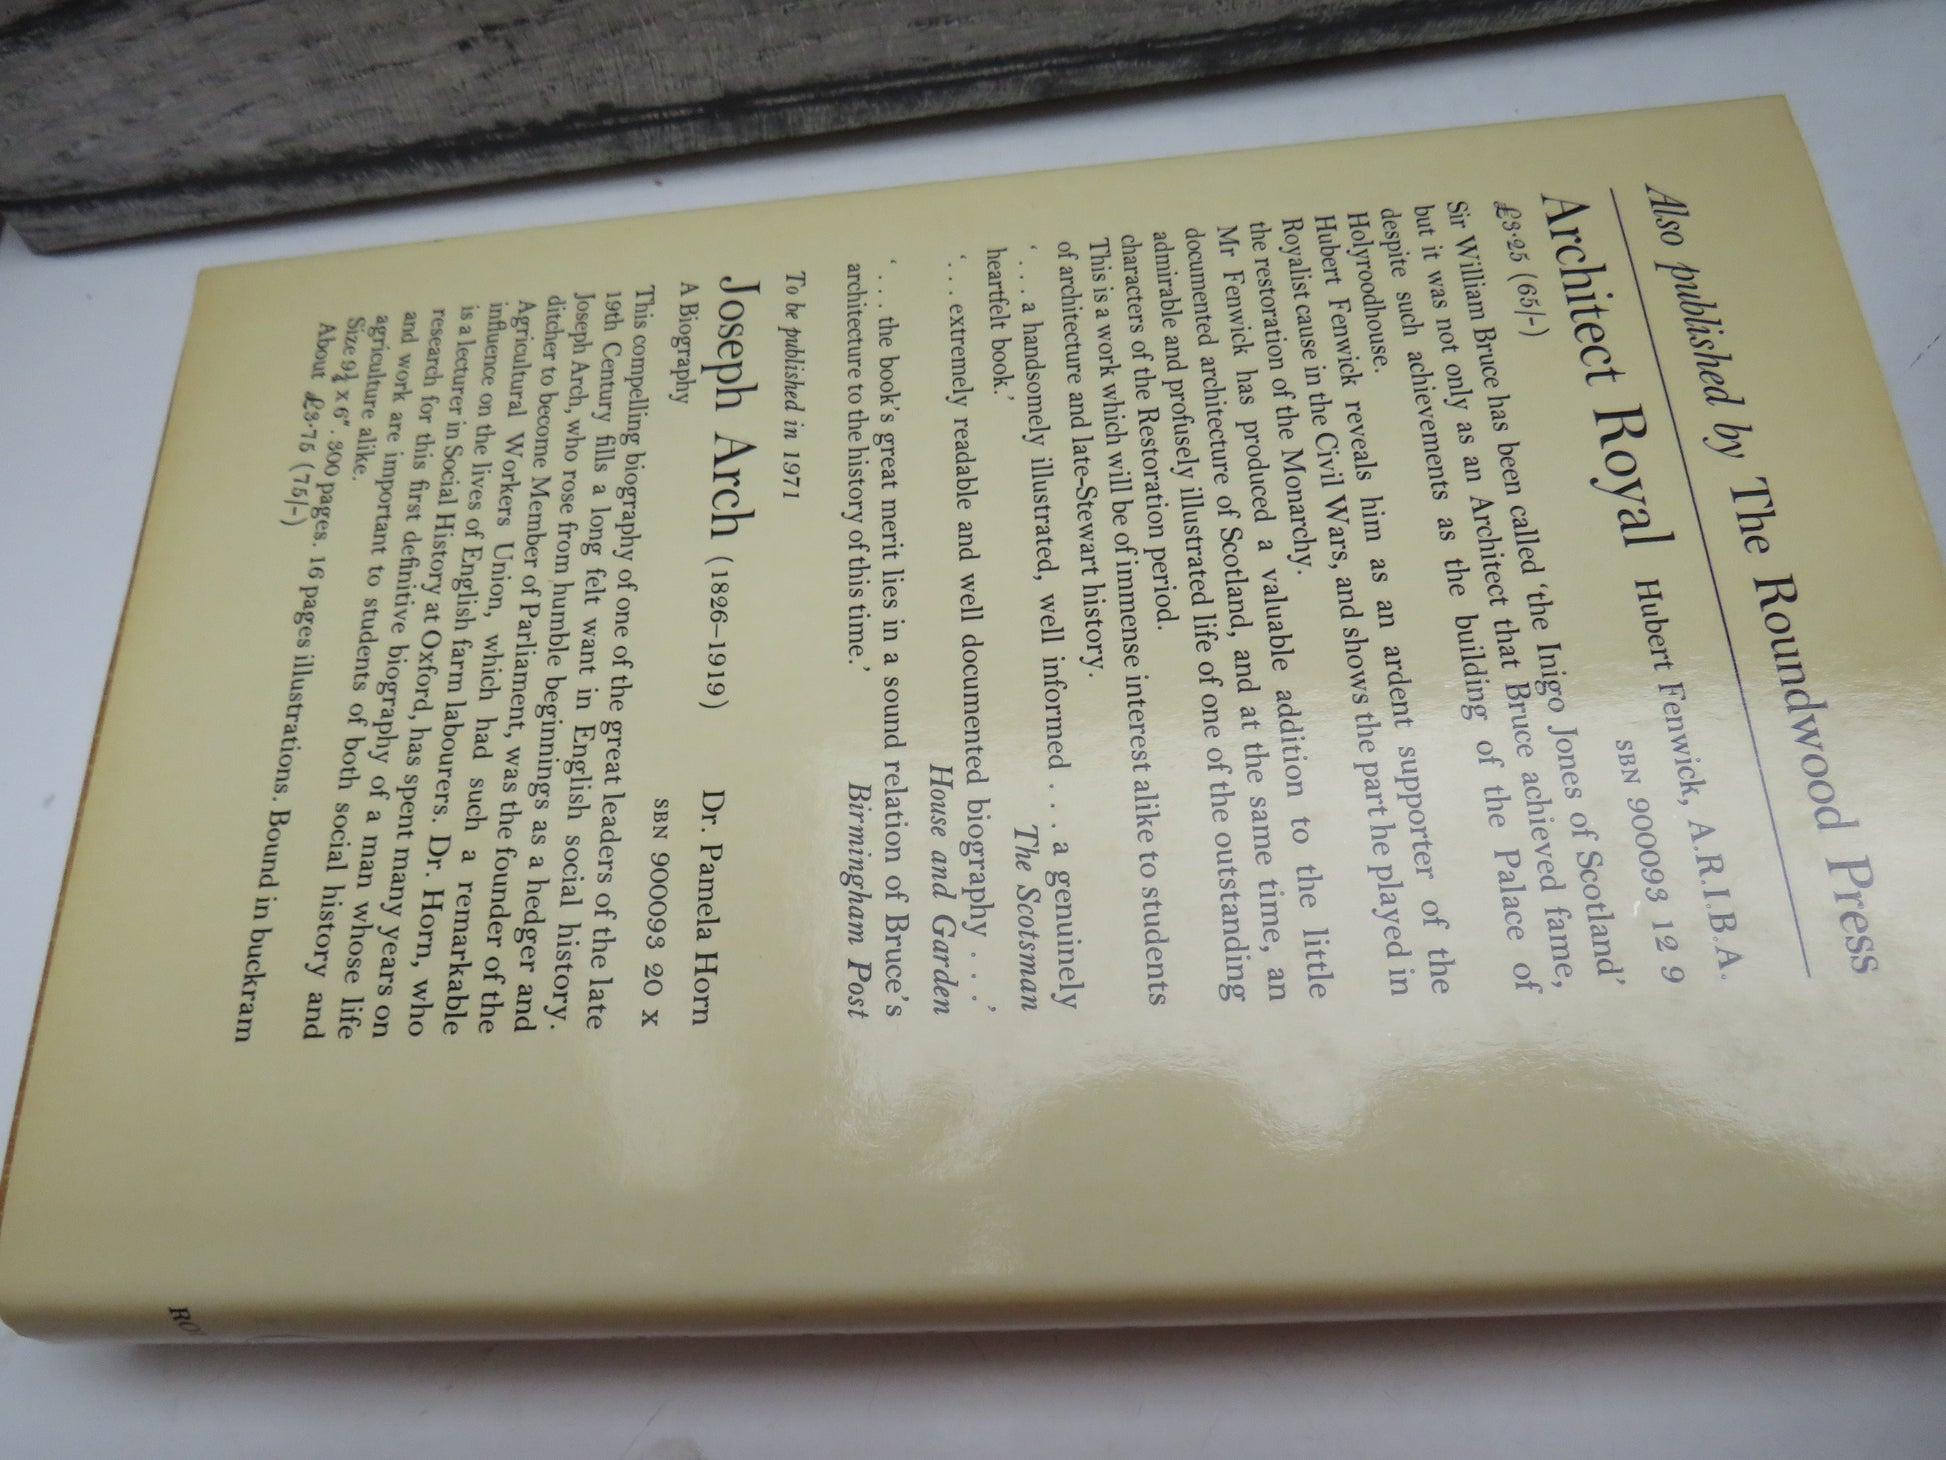 Also published by The Roundwood Press
Architect Royal Hubert Fenwick, A.R.I.B.A.
£3·25 (65/-) SBN 900093 12 9
Sir William Bruce has been called 'the Inigo Jones of Scotland'
but it was not only as an Architect that Bruce achieved fame,
despite such achievements as the building of the Palace of
Holyroodhouse.
Hubert Fenwick reveals him as an ardent supporter of the
Royalist cause in the Civil Wars, and shows the part he played in
the restoration of the Monarchy.
Mr Fenwick has produced a valuable addition to the little
documented architecture of Scotland, and at the same time, an
admirable and profusely illustrated life of one of the outstanding
characters of the Restoration period.
This is a work which will be of immense interest alike to students
of architecture and late-Stewart history.
' . . . a handsomely illustrated, well informed . . . a genuinely
heartfelt book.' The Scotsman
' . . . extremely readable and well documented biography . . .'
House and Garden
' . . . the book's great merit lies in a sound relation of Bruce's
architecture to the history of this time.' Birmingham Post
To be published in 1971
Joseph Arch (1826–1919) Dr. Pamela Horn
A Biography SBN 900093 20 x
This compelling biography of one of the great leaders of the late
19th Century fills a long felt want in English social history.
Joseph Arch, who rose from humble beginnings as a hedger and
ditcher to become Member of Parliament, was the founder of the
Agricultural Workers Union, which had such a remarkable
influence on the lives of English farm labourers. Dr. Horn, who
is a lecturer in Social History at Oxford, has spent many years on
research for this first definitive biography of a man whose life
and work are important to students of both social history and
agriculture alike.
Size 9¼ x 6". 300 pages. 16 pages illustrations. Bound in buckram
About £3·75 (75/-)